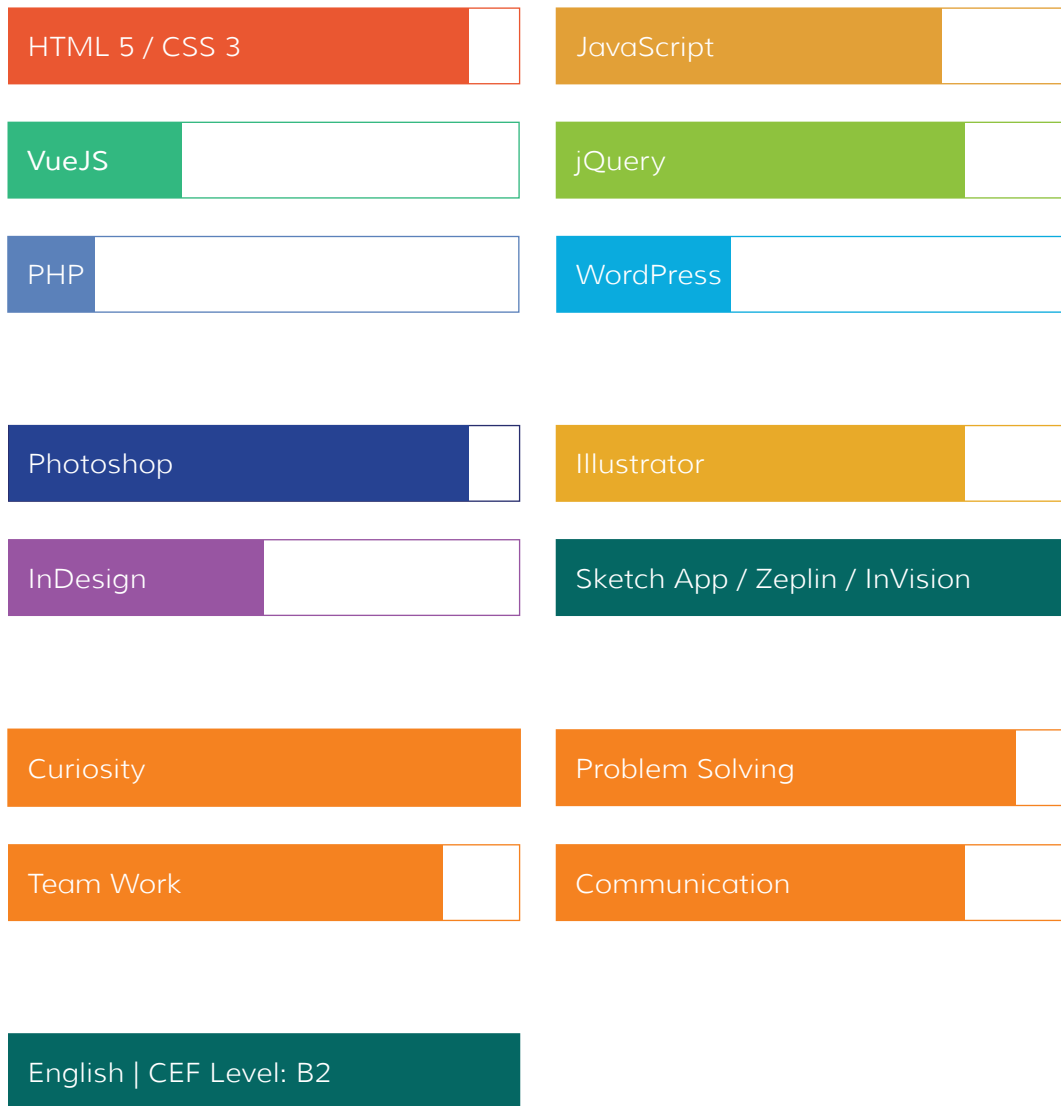 HTML 5 / CSS 3
JavaScript
VueJS
jQuery
PHP
WordPress
Photoshop
Illustrator
InDesign
Sketch App / Zeplin / InVision
Curiosity
Problem Solving
Team Work
Communication
English | CEF Level: B2